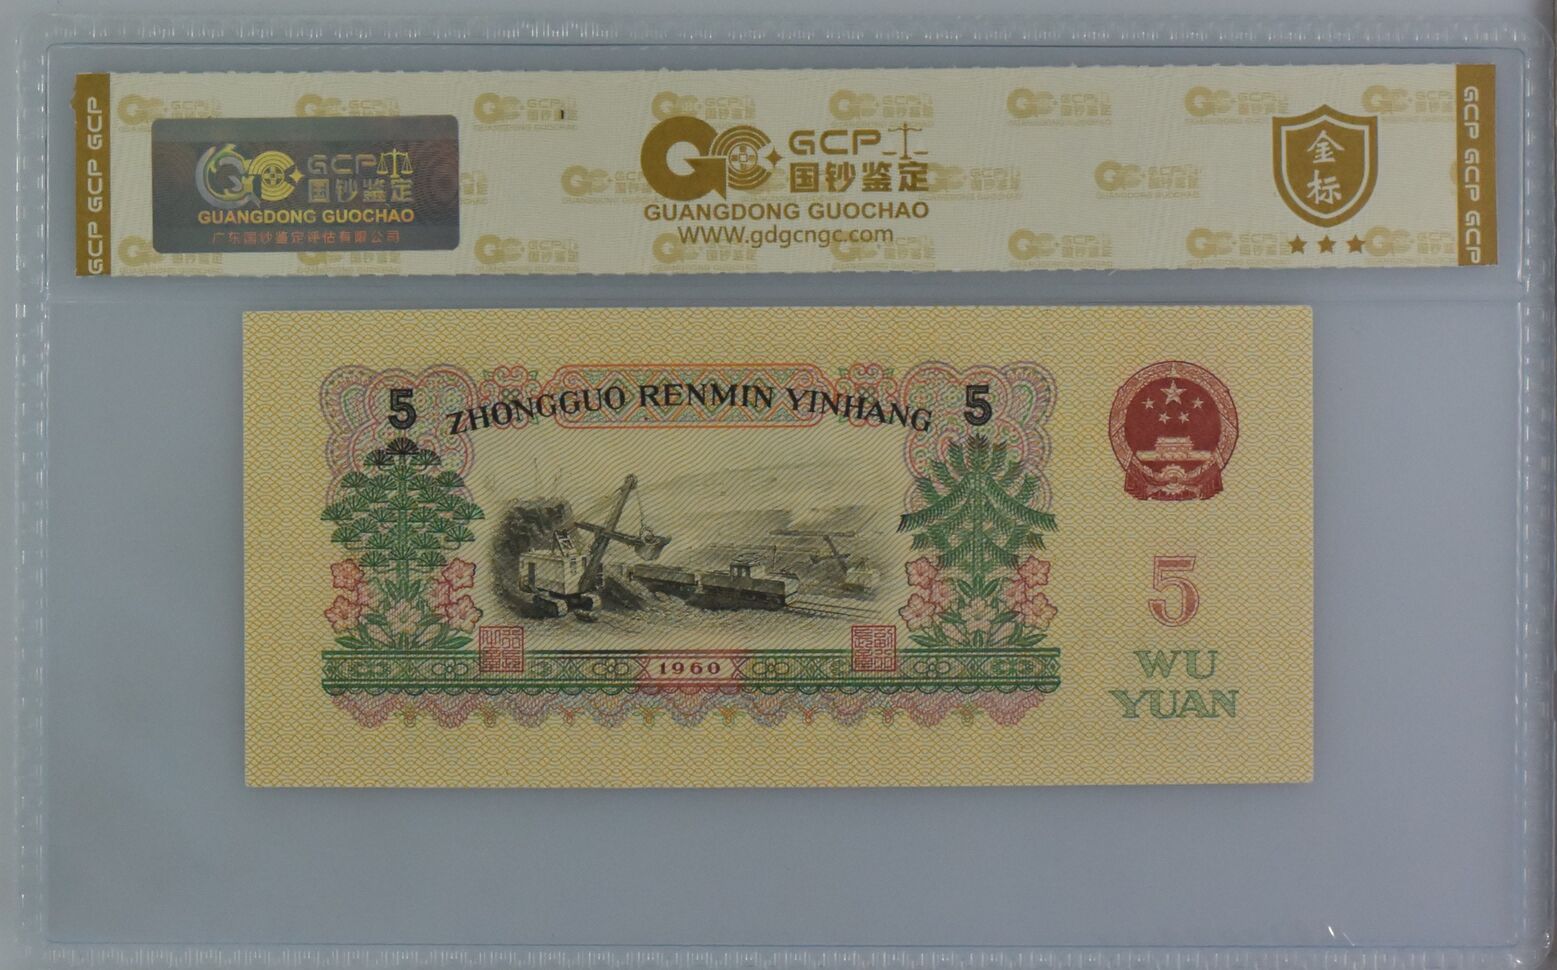 GCP GCP GCP
GCP
国钞鉴定
GUANGDONG GUOCHAO
广东国钞鉴定评估有限公司
GCP
国钞鉴定
GUANGDONG GUOCHAO
WWW.gdgcngc.com
金标
GCP GCP GCP
5
ZHONGGUO RENMIN YINHANG
5
1960
5
WU
YUAN